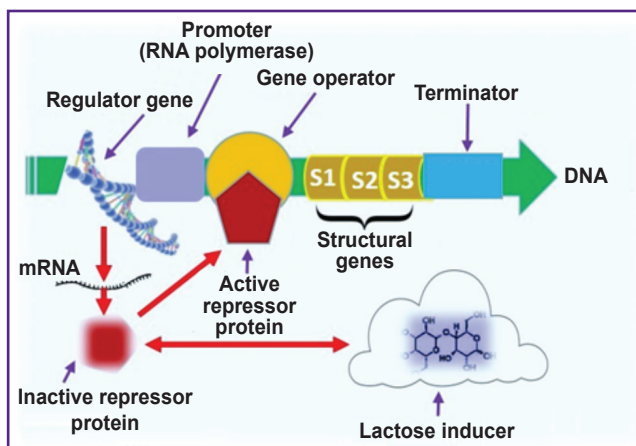 Promoter
(RNA polymerase)
Gene operator
Regulator gene
Terminator
S1 S2 S3
DNA
Structural
genes
mRNA
Active
repressor
protein
Inactive repressor
protein
Lactose inducer